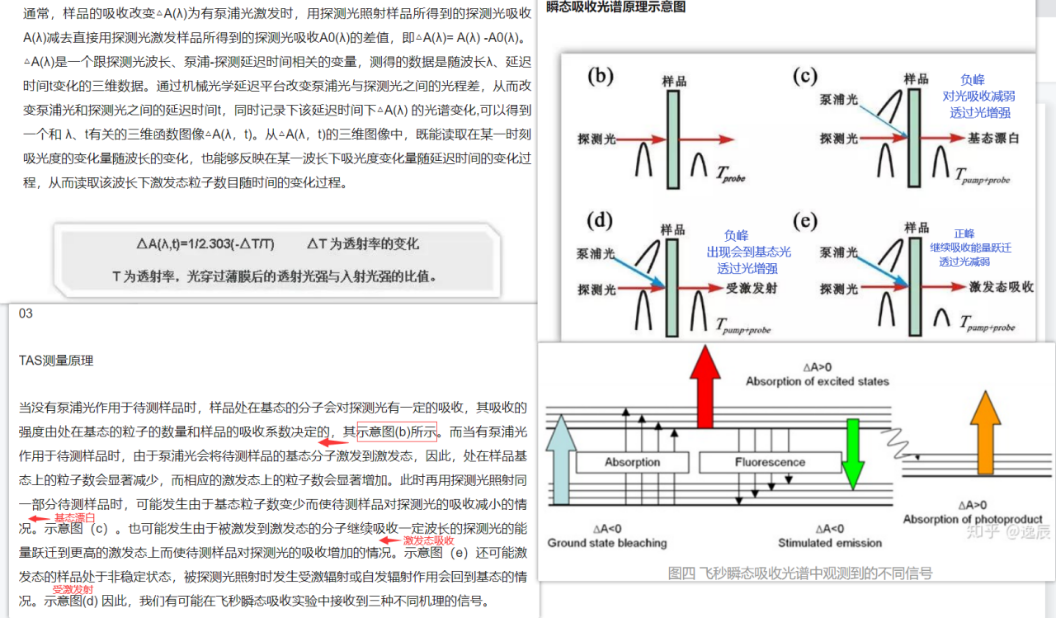 通常，样品的吸收改变△A(λ)为有泵浦光激发时，用探测光照射样品所得到的探测光吸收
A(λ)减去直接用探测光激发样品所得到的探测光吸收A0(λ)的差值，即△A(λ)= A(λ) -A0(λ)。
△A(λ)是一个跟探测光波长、泵浦-探测延迟时间相关的变量，测得的数据是随波长λ、延迟
时间t变化的三维数据。通过机械光学延迟平台改变泵浦光与探测光之间的光程差，从而改
变泵浦光和探测光之间的延迟时间t，同时记录下该延迟时间下△A(λ) 的光谱变化,可以得到
一个和 λ、t有关的三维函数图像△A(λ，t)。从△A(λ，t)的三维图像中，既能读取在某一时刻
吸光度的变化量随波长的变化，也能够反映在某一波长下吸光度变化量随延迟时间的变化过
程，从而读取该波长下激发态粒子数目随时间的变化过程。
△A(λ,t)=1/2.303(-△T/T) △T 为透射率的变化
T 为透射率，光穿过薄膜后的透射光强与入射光强的比值。
03
TAS测量原理
当没有泵浦光作用于待测样品时，样品处在基态的分子会对探测光有一定的吸收，其吸收的
强度由处在基态的粒子的数量和样品的吸收系数决定的，其示意图(b)所示。而当有泵浦光
作用于待测样品时，由于泵浦光会将待测样品的基态分子激发到激发态，因此，处在样品基
态上的粒子数会显著减少，而相应的激发态上的粒子数会显著增加。此时再用探测光照射同
一部分待测样品时，可能发生由于基态粒子数变少而使待测样品对探测光的吸收减小的情
基态漂白
况。示意图（c）。也可能发生由于被激发到激发态的分子继续吸收一定波长的探测光的能
激发态吸收
量跃迁到更高的激发态上而使待测样品对探测光的吸收增加的情况。示意图（e）还可能激
发态的样品处于非稳定状态，被探测光照射时发生受激辐射或自发辐射作用会回到基态的情
受激发射
况。示意图(d) 因此，我们有可能在飞秒瞬态吸收实验中接收到三种不同机理的信号。
瞬态吸收光谱原理示意图
(b)
样品
探测光
Tprobe
(c)
样品
泵浦光
探测光
负峰
对光吸收减弱
透过光增强
基态漂白
Tpump+probe
(d)
样品
泵浦光
探测光
负峰
出现会到基态光
透过光增强
受激发射
Tpump+probe
(e)
样品
泵浦光
探测光
正峰
继续吸收能量跃迁
透过光减弱
激发态吸收
Tpump+probe
△A>0
Absorption of excited states
Absorption
Fluorescence
△A<0
Ground state bleaching
△A<0
Stimulated emission
△A>0
Absorption of photoproduct
知乎 @逸辰
图四 飞秒瞬态吸收光谱中观测到的不同信号